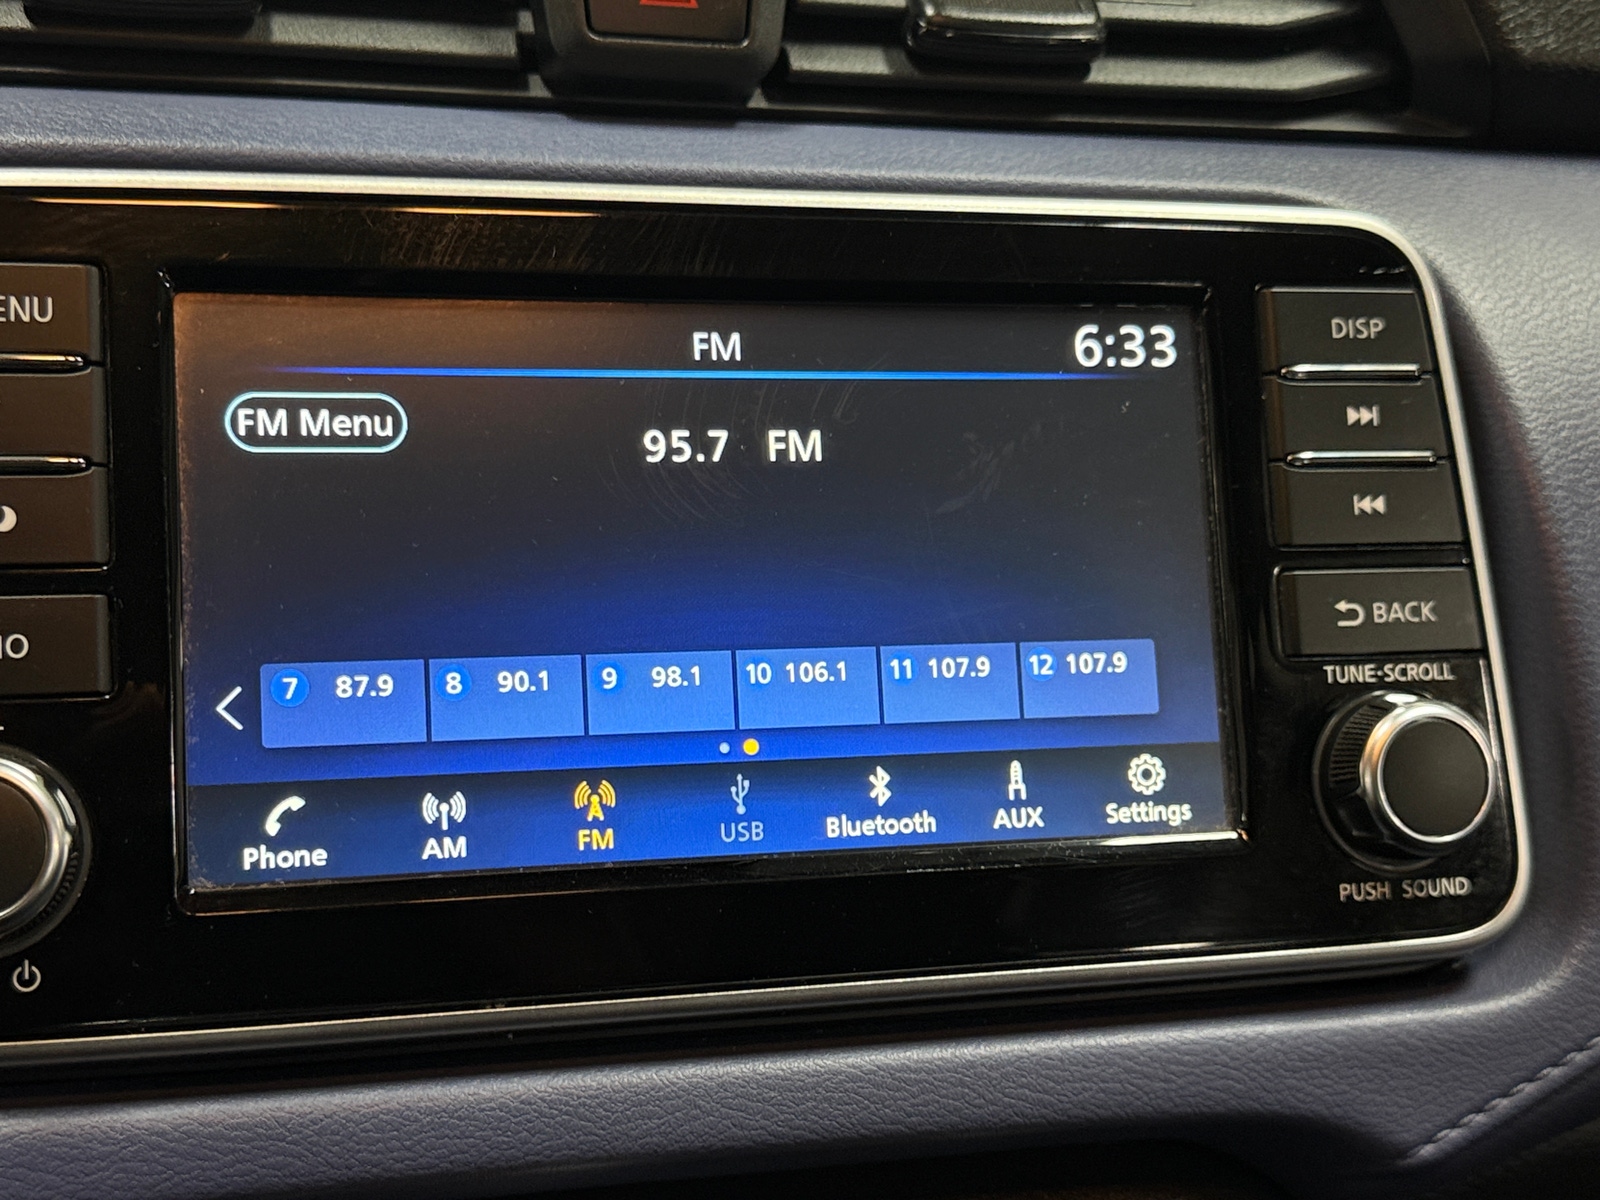 ENU
IO
FM
6:33
FM Menu
95.7 FM
7 87.9
8 90.1
9 98.1
10 106.1
11 107.9
12 107.9
Phone
AM
FM
USB
Bluetooth
AUX
Settings
DISP
BACK
TUNE·SCROLL
PUSH SOUND